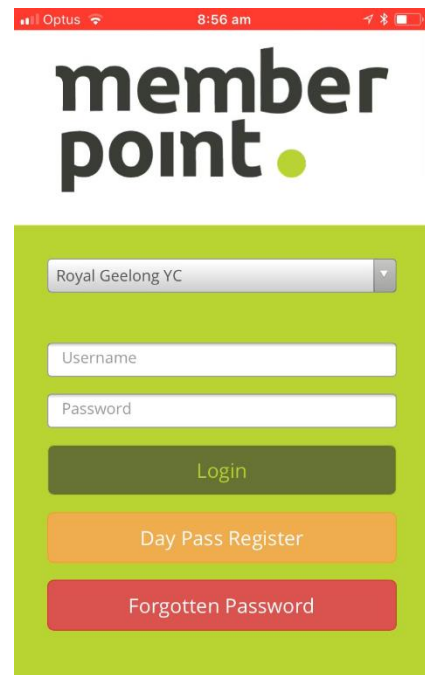 Optus 8:56 am
member
point.
Royal Geelong YC
Username
Password
Login
Day Pass Register
Forgotten Password